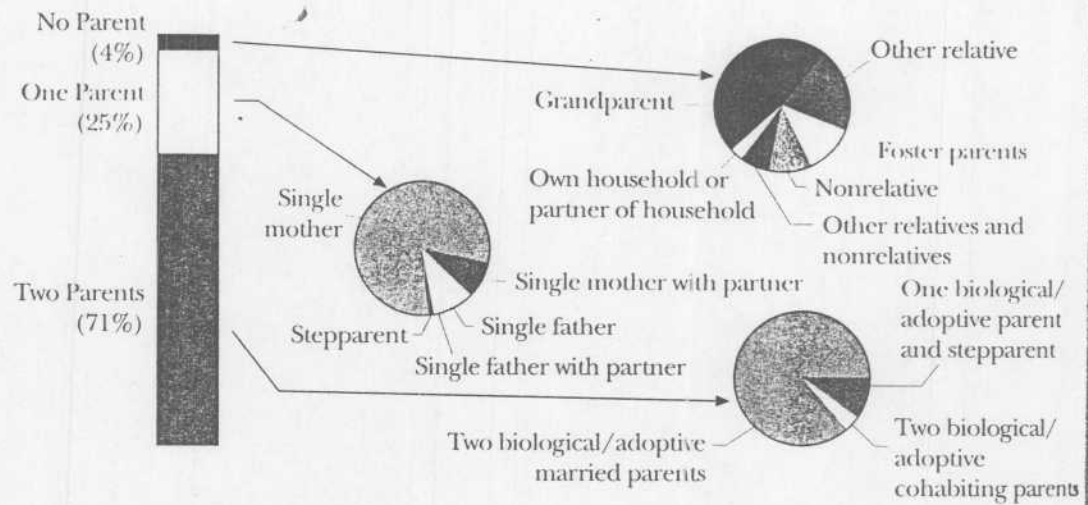 No Parent
(4%)
One Parent
(25%)
Two Parents
(71%)
Other relative
Grandparent
Foster parents
Own household or
partner of household
Nonrelative
Other relatives and
nonrelatives
Single
mother
Single mother with partner
Single father
Stepparent
Single father with partner
One biological/
adoptive parent
and stepparent
Two biological/adoptive
married parents
Two biological/
adoptive
cohabiting parents